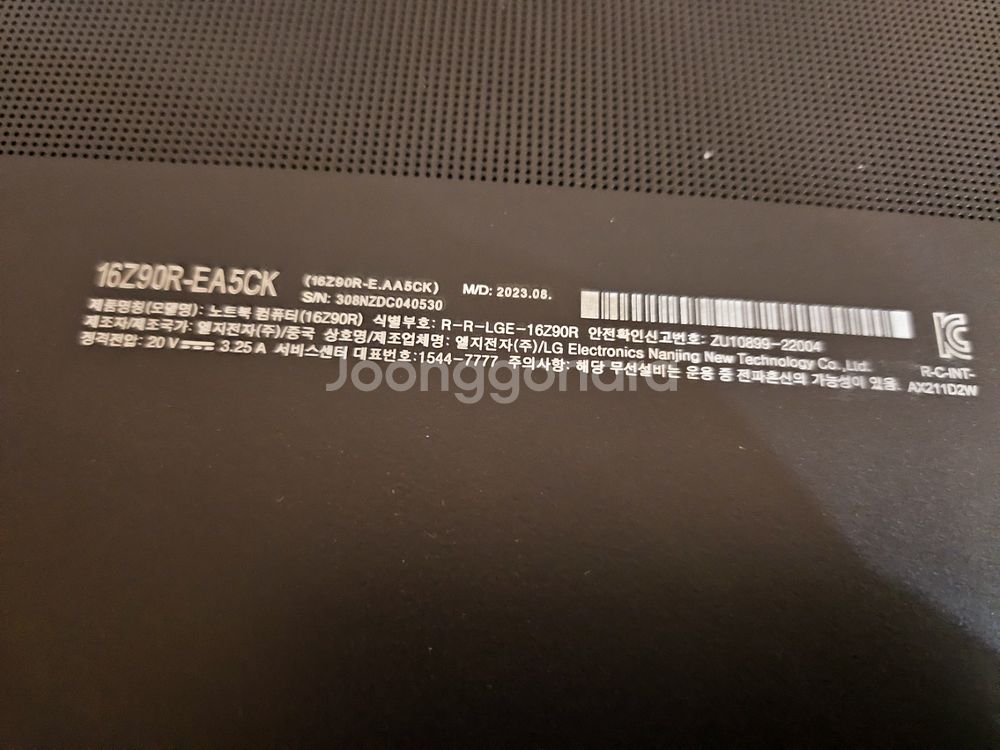 16Z90R-EA5CK (16Z90R-E.AA5CK) M/D: 2023.08.
S/N: 308NZDC040530
제품명칭(모델명): 노트북 컴퓨터(16Z90R) 식별부호: R-R-LGE-16Z90R 안전확인신고번호: ZU10899-22004
제조자/제조국가: 엘지전자(주)/중국 상호명/제조업체명: 엘지전자(주)/LG Electronics Nanjing New Technology Co.,Ltd.
정격전압: 20 V 3.25 A 서비스센터 대표번호:1544-7777 주의사항: 해당 무선설비는 운용 중 전파혼신의 가능성이 있음.
R-C-INT-
AX211D2W
Joonggonara